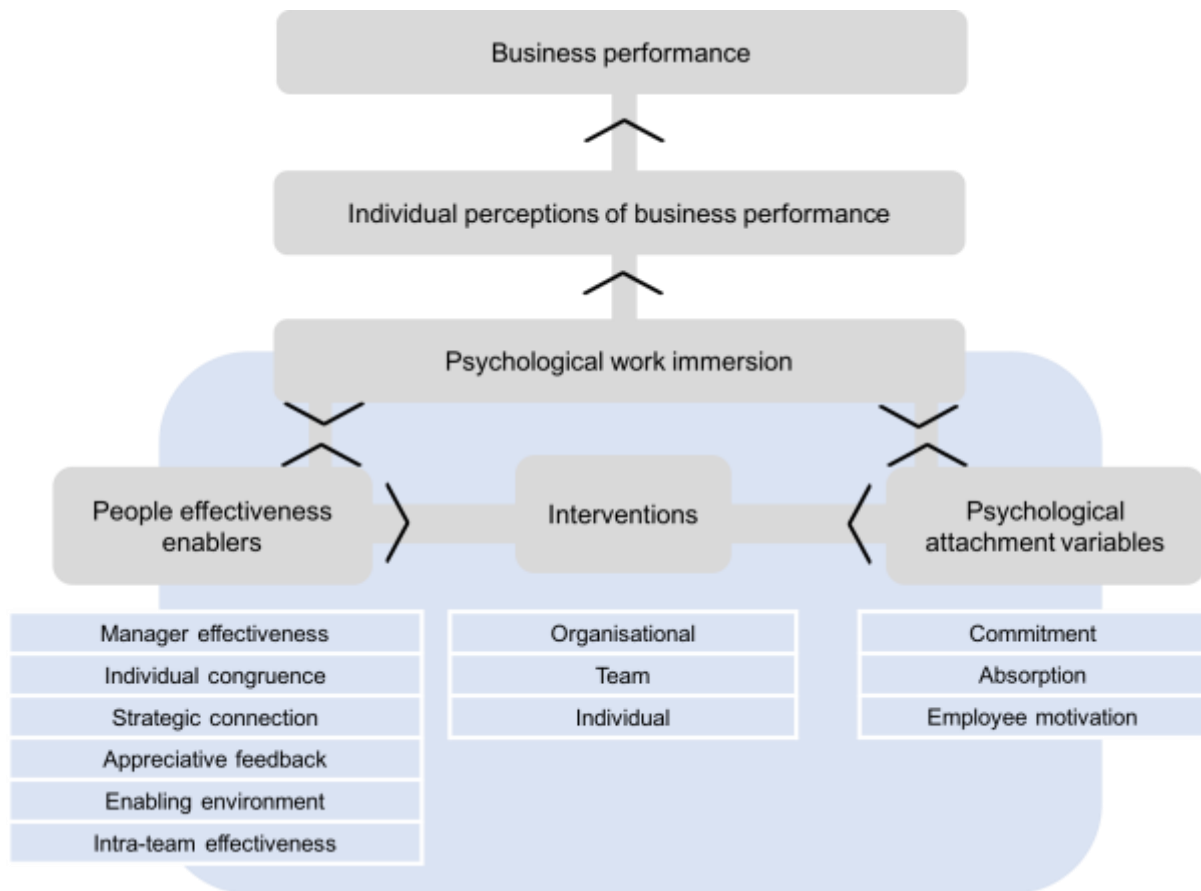 Business performance
Individual perceptions of business performance
Psychological work immersion
People effectiveness
enablers
Interventions
Psychological
attachment variables
Manager effectiveness
Individual congruence
Strategic connection
Appreciative feedback
Enabling environment
Intra-team effectiveness
Organisational
Team
Individual
Commitment
Absorption
Employee motivation